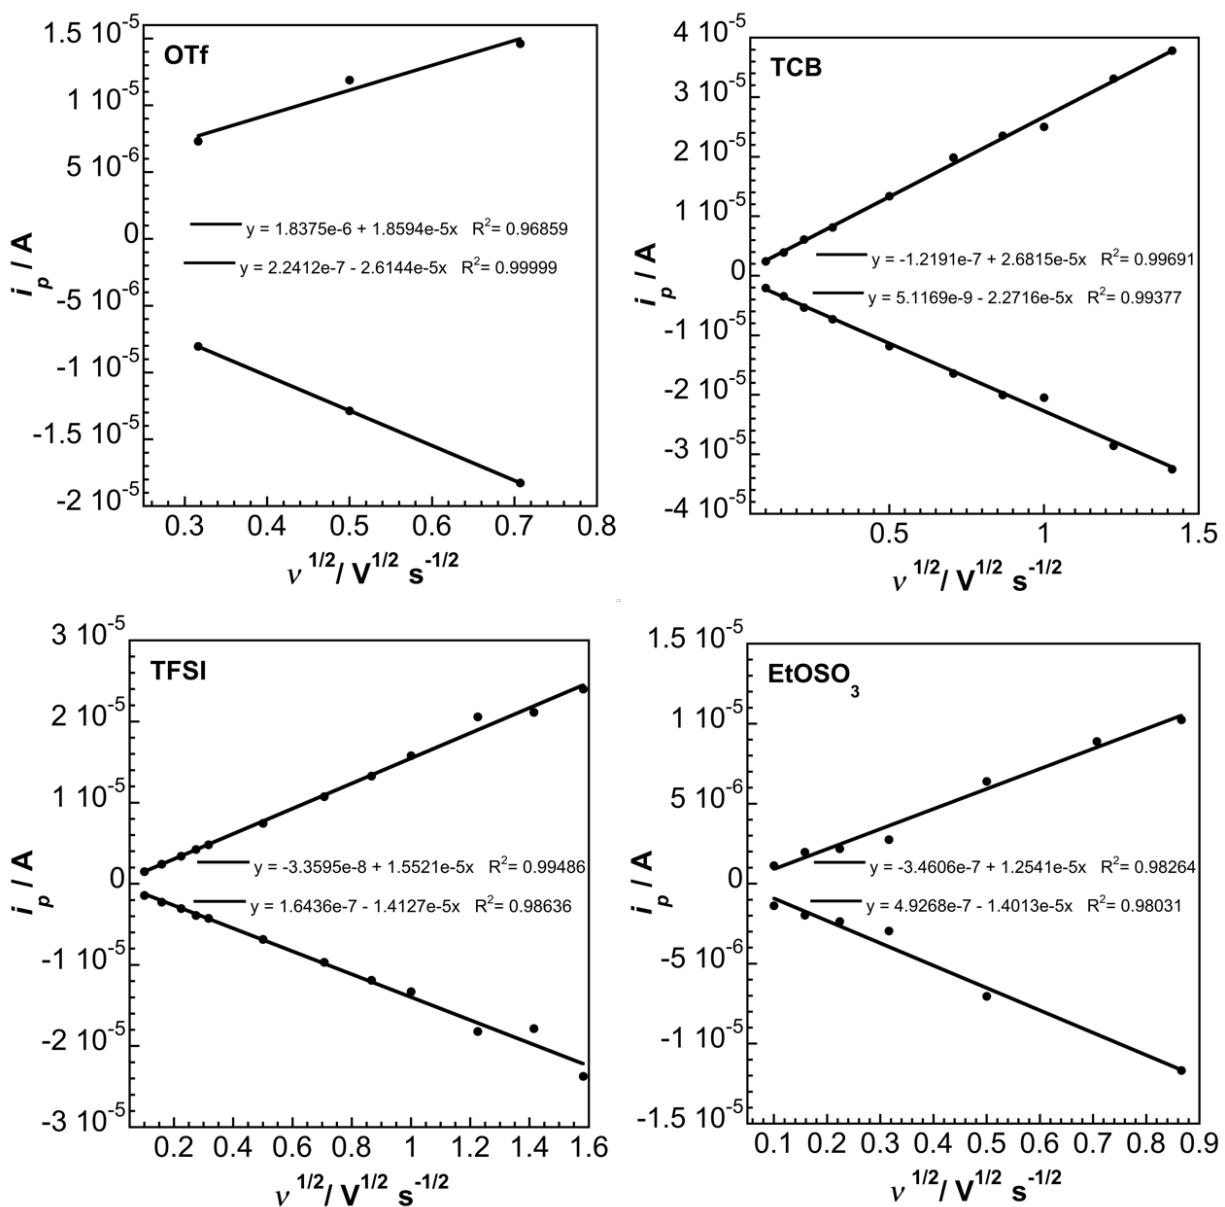 OTf
1.5 10⁻⁵
1 10⁻⁵
5 10⁻⁶
0
-5 10⁻⁶
-1 10⁻⁵
-1.5 10⁻⁵
-2 10⁻⁵
i_p / A
y = 1.8375e-6 + 1.8594e-5x R²= 0.96859
y = 2.2412e-7 - 2.6144e-5x R²= 0.99999
0.3 0.4 0.5 0.6 0.7 0.8
ν ¹/²/ V¹/² s⁻¹/²
TCB
4 10⁻⁵
3 10⁻⁵
2 10⁻⁵
1 10⁻⁵
0
-1 10⁻⁵
-2 10⁻⁵
-3 10⁻⁵
-4 10⁻⁵
i_p / A
y = -1.2191e-7 + 2.6815e-5x R²= 0.99691
y = 5.1169e-9 - 2.2716e-5x R²= 0.99377
0.5 1 1.5
ν ¹/²/ V¹/² s⁻¹/²
TFSI
3 10⁻⁵
2 10⁻⁵
1 10⁻⁵
0
-1 10⁻⁵
-2 10⁻⁵
-3 10⁻⁵
i_p / A
y = -3.3595e-8 + 1.5521e-5x R²= 0.99486
y = 1.6436e-7 - 1.4127e-5x R²= 0.98636
0.2 0.4 0.6 0.8 1 1.2 1.4 1.6
ν ¹/²/ V¹/² s⁻¹/²
EtOSO₃
1.5 10⁻⁵
1 10⁻⁵
5 10⁻⁶
0
-5 10⁻⁶
-1 10⁻⁵
-1.5 10⁻⁵
i_p / A
y = -3.4606e-7 + 1.2541e-5x R²= 0.98264
y = 4.9268e-7 - 1.4013e-5x R²= 0.98031
0.1 0.2 0.3 0.4 0.5 0.6 0.7 0.8 0.9
ν ¹/²/ V¹/² s⁻¹/²